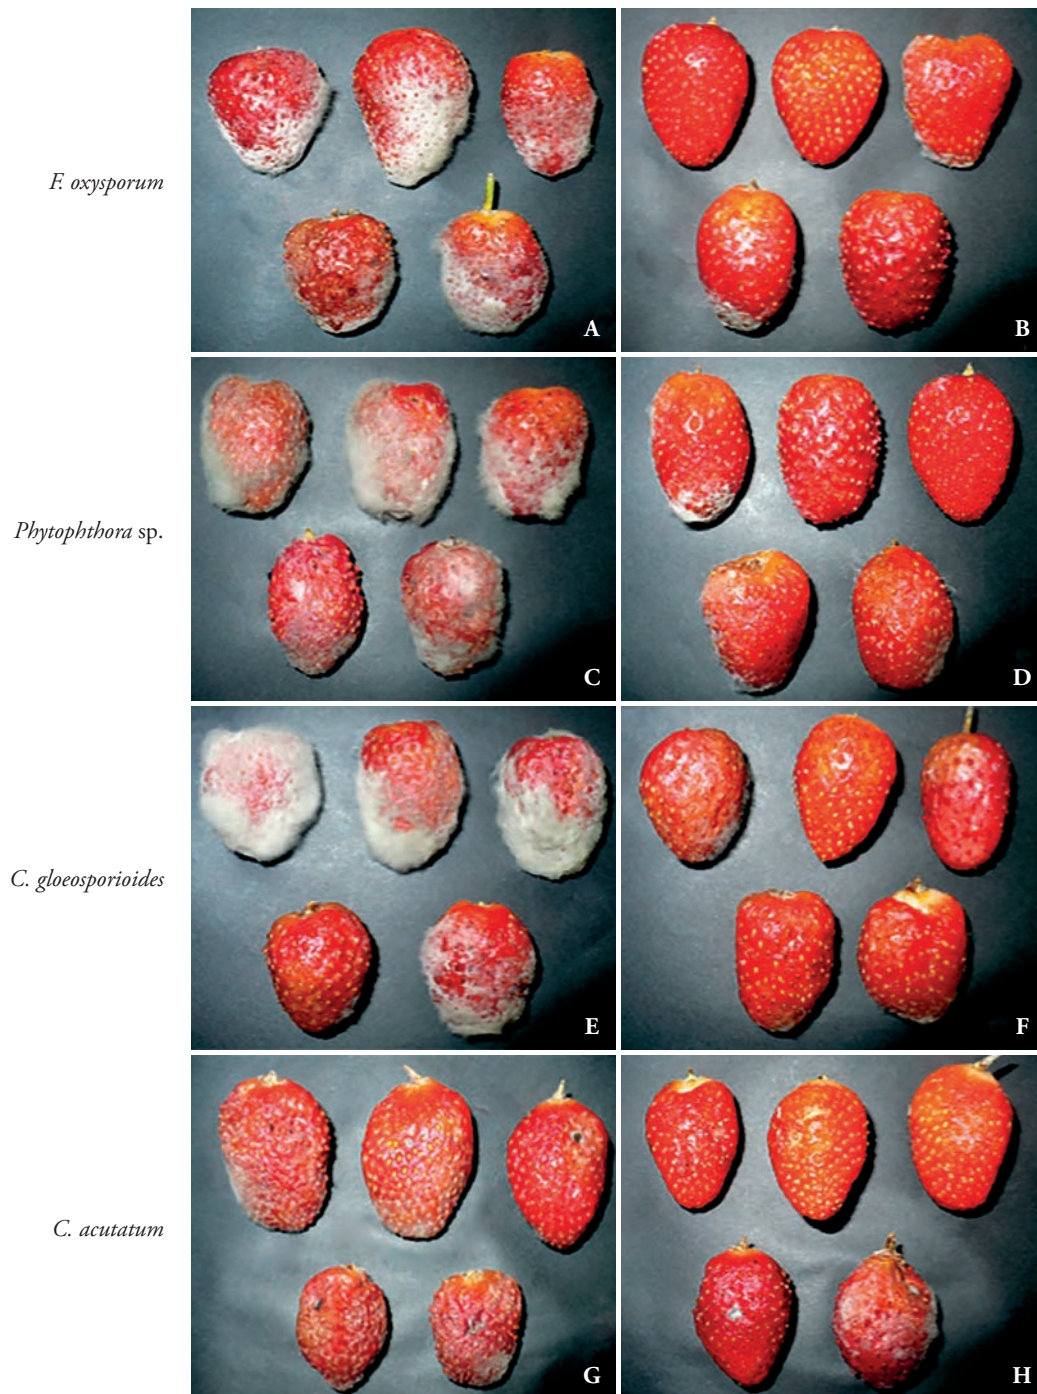 F. oxysporum
A
B
Phytophthora sp.
C
D
C. gloeosporioides
E
F
C. acutatum
G
H